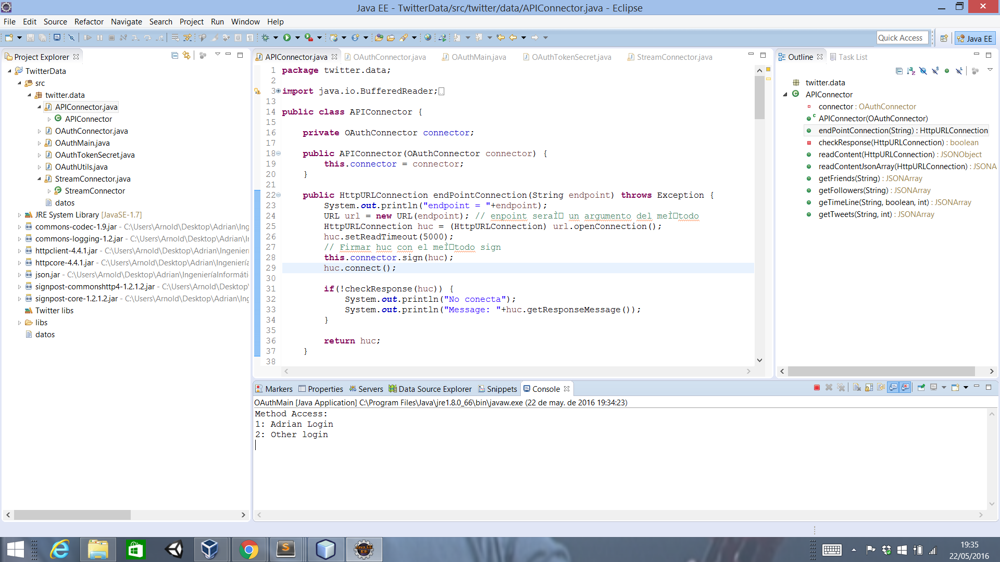 Java EE - TwitterData/src/twitter/data/APIConnector.java - Eclipse
File Edit Source Refactor Navigate Search Project Run Window Help
Quick Access
Java EE
Project Explorer
TwitterData
src
twitter.data
APIConnector.java
APIConnector
OAuthConnector.java
OAuthMain.java
OAuthTokenSecret.java
OAuthUtils.java
StreamConnector.java
StreamConnector
datos
JRE System Library [JavaSE-1.7]
commons-codec-1.9.jar - C:\Users\Arnold\Desktop\Adrian\Ing
commons-logging-1.2.jar - C:\Users\Arnold\Desktop\Adrian\I
httpclient-4.4.1.jar - C:\Users\Arnold\Desktop\Adrian\Ingenier
httpcore-4.4.1.jar - C:\Users\Arnold\Desktop\Adrian\Ingeniería
json.jar - C:\Users\Arnold\Desktop\Adrian\IngenieríaInformáti
signpost-commonshttp4-1.2.1.2.jar - C:\Users\Arnold\Desktop\
signpost-core-1.2.1.2.jar - C:\Users\Arnold\Desktop\Adrian\Ing
Twitter libs
libs
datos
APIConnector.java OAuthConnector.java OAuthMain.java OAuthTokenSecret.java StreamConnector.java
1 package twitter.data;
2
3 import java.io.BufferedReader;
13
14 public class APIConnector {
15
16 private OAuthConnector connector;
17
18 public APIConnector(OAuthConnector connector) {
19 this.connector = connector;
20 }
21
22 public HttpURLConnection endPointConnection(String endpoint) throws Exception {
23 System.out.println("endpoint = "+endpoint);
24 URL url = new URL(endpoint); // enpoint seraÌ□ un argumento del meÌ□todo
25 HttpURLConnection huc = (HttpURLConnection) url.openConnection();
26 huc.setReadTimeout(5000);
27 // Firmar huc con el meÌ□todo sign
28 this.connector.sign(huc);
29 huc.connect();
30
31 if(!checkResponse(huc)) {
32 System.out.println("No conecta");
33 System.out.println("Message: "+huc.getResponseMessage());
34 }
35
36 return huc;
37 }
38
Outline Task List
twitter.data
APIConnector
connector : OAuthConnector
APIConnector(OAuthConnector)
endPointConnection(String) : HttpURLConnection
checkResponse(HttpURLConnection) : boolean
readContent(HttpURLConnection) : JSONObject
readContentJsonArray(HttpURLConnection) : JSONA
getFriends(String) : JSONArray
getFollowers(String) : JSONArray
getTimeLine(String, boolean, int) : JSONArray
getTweets(String, int) : JSONArray
Markers Properties Servers Data Source Explorer Snippets Console
OAuthMain [Java Application] C:\Program Files\Java\jre1.8.0_66\bin\javaw.exe (22 de may. de 2016 19:34:23)
Method Access:
1: Adrian Login
2: Other login
Java EE
IDE
19:35
22/05/2016